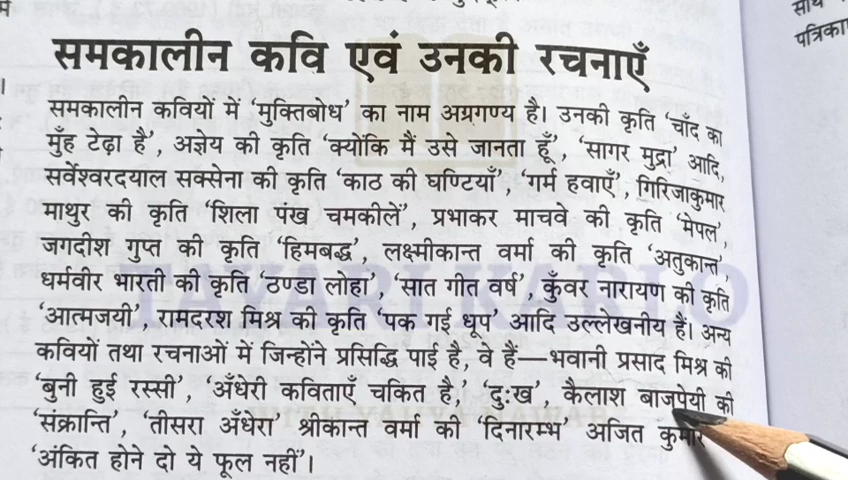 समकालीन कवि एवं उनकी रचनाएँ
समकालीन कवियों में ‘मुक्तिबोध’ का नाम अग्रगण्य है। उनकी कृति ‘चाँद का
मुँह टेढ़ा है’, अज्ञेय की कृति ‘क्योंकि मैं उसे जानता हूँ’, ‘सागर मुद्रा’ आदि,
सर्वेश्वरदयाल सक्सेना की कृति ‘काठ की घण्टियाँ’, ‘गर्म हवाएँ’, गिरिजाकुमार
माथुर की कृति ‘शिला पंख चमकीले’, प्रभाकर माचवे की कृति ‘मेपल’,
जगदीश गुप्त की कृति ‘हिमबद्ध’, लक्ष्मीकान्त वर्मा की कृति ‘अतुकान्त’,
धर्मवीर भारती की कृति ‘ठण्डा लोहा’, ‘सात गीत वर्ष’, कुँवर नारायण की कृति
‘आत्मजयी’, रामदरश मिश्र की कृति ‘पक गई धूप’ आदि उल्लेखनीय हैं। अन्य
कवियों तथा रचनाओं में जिन्होंने प्रसिद्धि पाई है, वे हैं—भवानी प्रसाद मिश्र की
‘बुनी हुई रस्सी’, ‘अँधेरी कविताएँ चकित है,’ ‘दुःख’, कैलाश बाजपेयी की
‘संक्रान्ति’, ‘तीसरा अँधेरा’ श्रीकान्त वर्मा की ‘दिनारम्भ’ अजित कुमार
‘अंकित होने दो ये फूल नहीं’।
साथ
पत्रिका
TAYARI KARLO